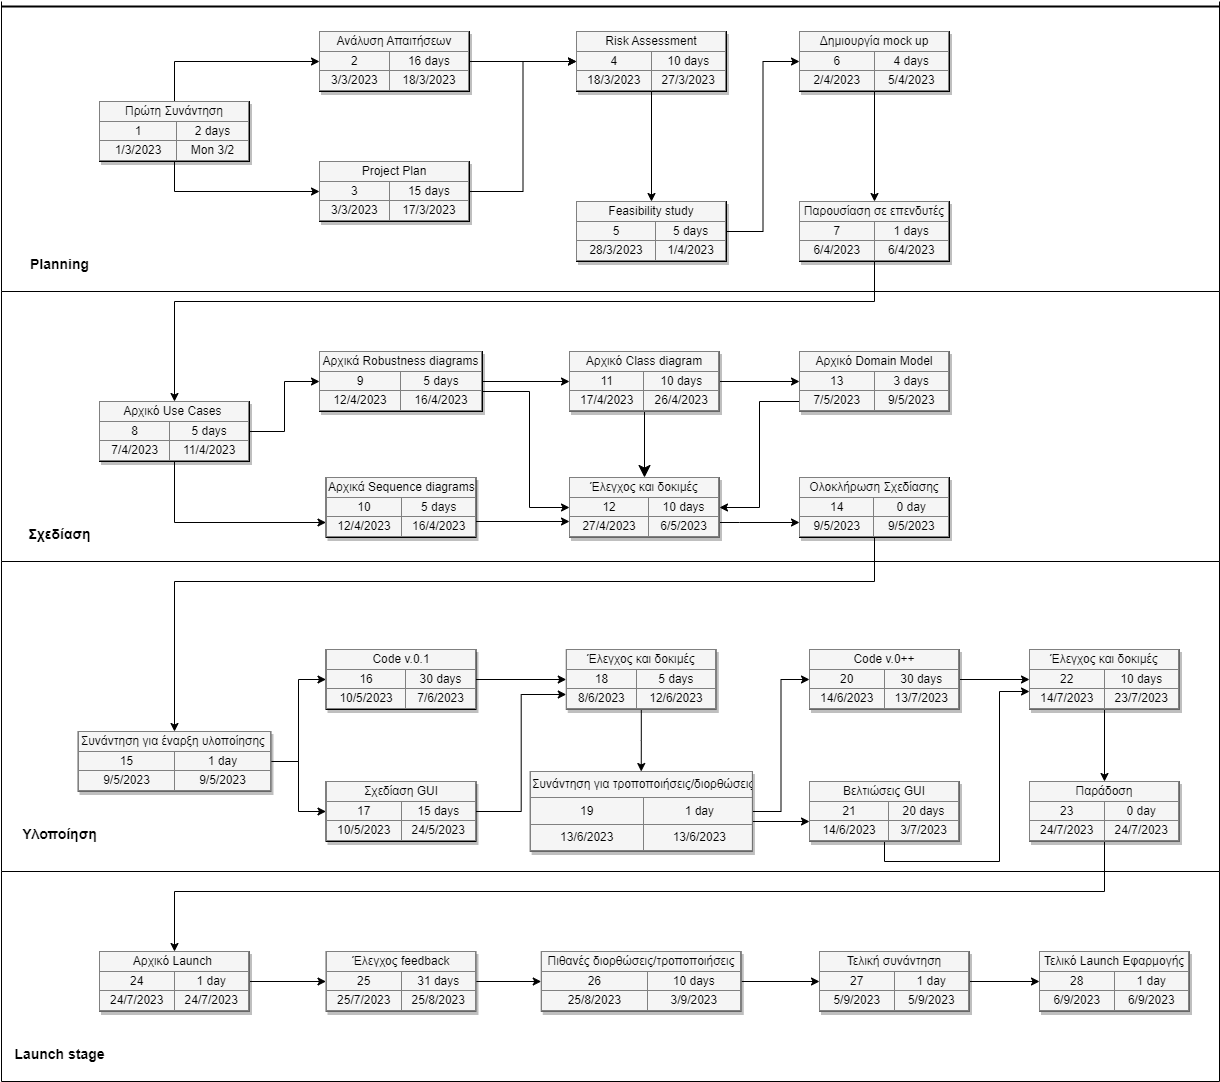 Ανάλυση Απαιτήσεων
2 16 days
3/3/2023 18/3/2023
Risk Assessment
4 10 days
18/3/2023 27/3/2023
Δημιουργία mock up
6 4 days
2/4/2023 5/4/2023
Πρώτη Συνάντηση
1 2 days
1/3/2023 Mon 3/2
Project Plan
3 15 days
3/3/2023 17/3/2023
Feasibility study
5 5 days
28/3/2023 1/4/2023
Παρουσίαση σε επενδυτές
7 1 days
6/4/2023 6/4/2023
Planning
Αρχικά Robustness diagrams
9 5 days
12/4/2023 16/4/2023
Αρχικό Class diagram
11 10 days
17/4/2023 26/4/2023
Αρχικό Domain Model
13 3 days
7/5/2023 9/5/2023
Αρχικό Use Cases
8 5 days
7/4/2023 11/4/2023
Αρχικά Sequence diagrams
10 5 days
12/4/2023 16/4/2023
Έλεγχος και δοκιμές
12 10 days
27/4/2023 6/5/2023
Ολοκλήρωση Σχεδίασης
14 0 day
9/5/2023 9/5/2023
Σχεδίαση
Code v.0.1
16 30 days
10/5/2023 7/6/2023
Έλεγχος και δοκιμές
18 5 days
8/6/2023 12/6/2023
Code v.0++
20 30 days
14/6/2023 13/7/2023
Έλεγχος και δοκιμές
22 10 days
14/7/2023 23/7/2023
Συνάντηση για έναρξη υλοποίησης
15 1 day
9/5/2023 9/5/2023
Σχεδίαση GUI
17 15 days
10/5/2023 24/5/2023
Συνάντηση για τροποποιήσεις/διορθώσεις
19 1 day
13/6/2023 13/6/2023
Βελτιώσεις GUI
21 20 days
14/6/2023 3/7/2023
Παράδοση
23 0 day
24/7/2023 24/7/2023
Υλοποίηση
Αρχικό Launch
24 1 day
24/7/2023 24/7/2023
Έλεγχος feedback
25 31 days
25/7/2023 25/8/2023
Πιθανές διορθώσεις/τροποποιήσεις
26 10 days
25/8/2023 3/9/2023
Τελική συνάντηση
27 1 day
5/9/2023 5/9/2023
Τελικό Launch Εφαρμογής
28 1 day
6/9/2023 6/9/2023
Launch stage